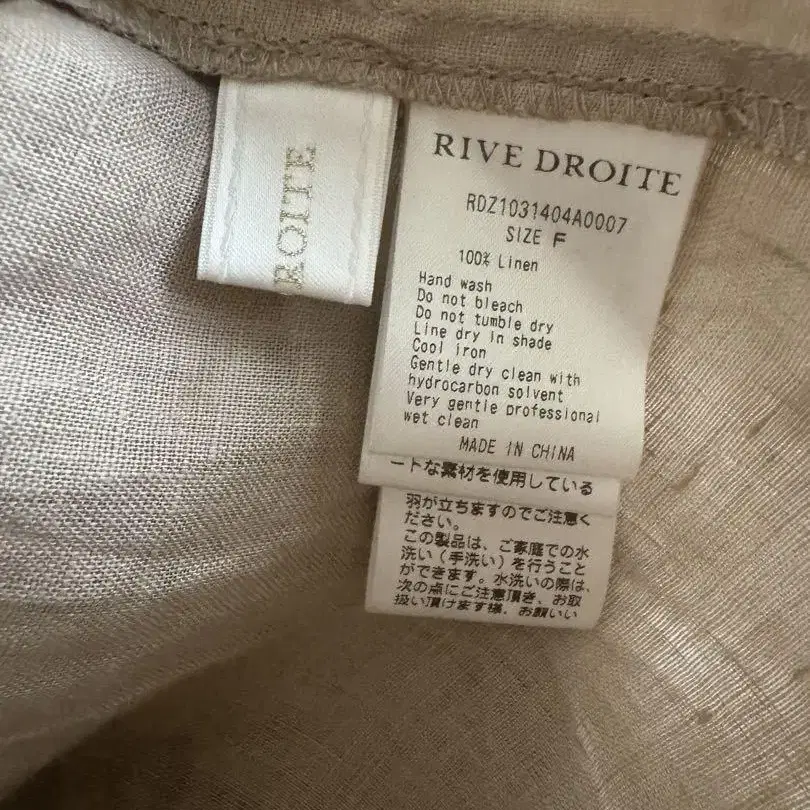 ROITE
RIVE DROITE
RDZ1031404A0007
SIZE F
100% Linen
Hand wash
Do not bleach
Do not tumble dry
Line dry in shade
Cool iron
Gentle dry clean with
hydrocarbon solvent
Very gentle professional
wet clean
MADE IN CHINA
ートな素材を使用している
羽が立ちますのでご注意く
ださい。
この製品は、ご家庭での水
洗い（手洗い）を行うこと
ができます。水洗いの際は、
次の点にご注意頂き、お取
扱い頂けます様、お願いい